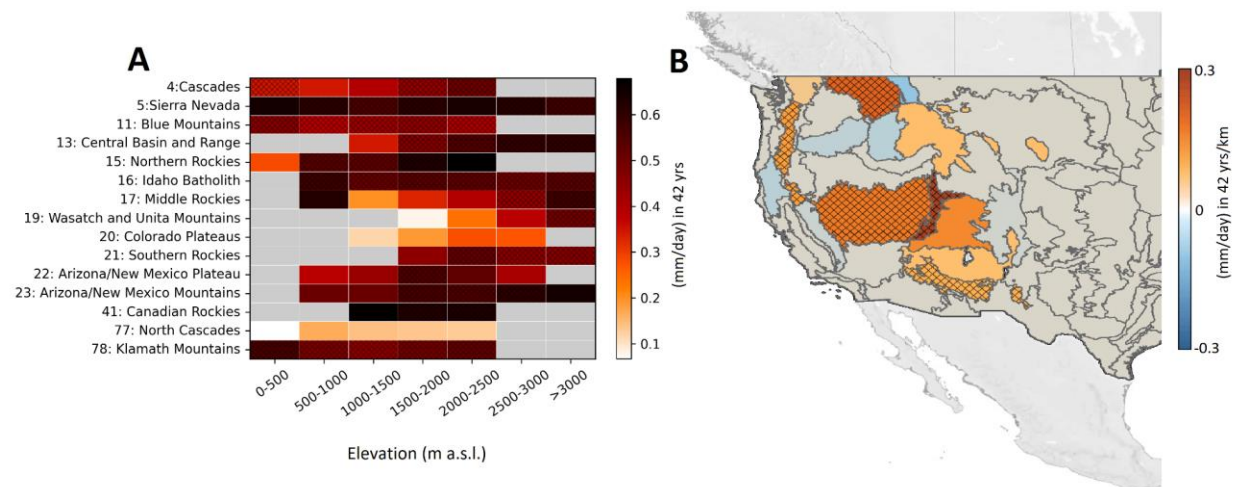 A
4:Cascades
5:Sierra Nevada
11: Blue Mountains
13: Central Basin and Range
15: Northern Rockies
16: Idaho Batholith
17: Middle Rockies
19: Wasatch and Unita Mountains
20: Colorado Plateaus
21: Southern Rockies
22: Arizona/New Mexico Plateau
23: Arizona/New Mexico Mountains
41: Canadian Rockies
77: North Cascades
78: Klamath Mountains
0-500
500-1000
1000-1500
1500-2000
2000-2500
2500-3000
>3000
Elevation (m a.s.l.)
0.6
0.5
0.4
0.3
0.2
0.1
(mm/day) in 42 yrs
B
0.3
0
-0.3
(mm/day) in 42 yrs/km